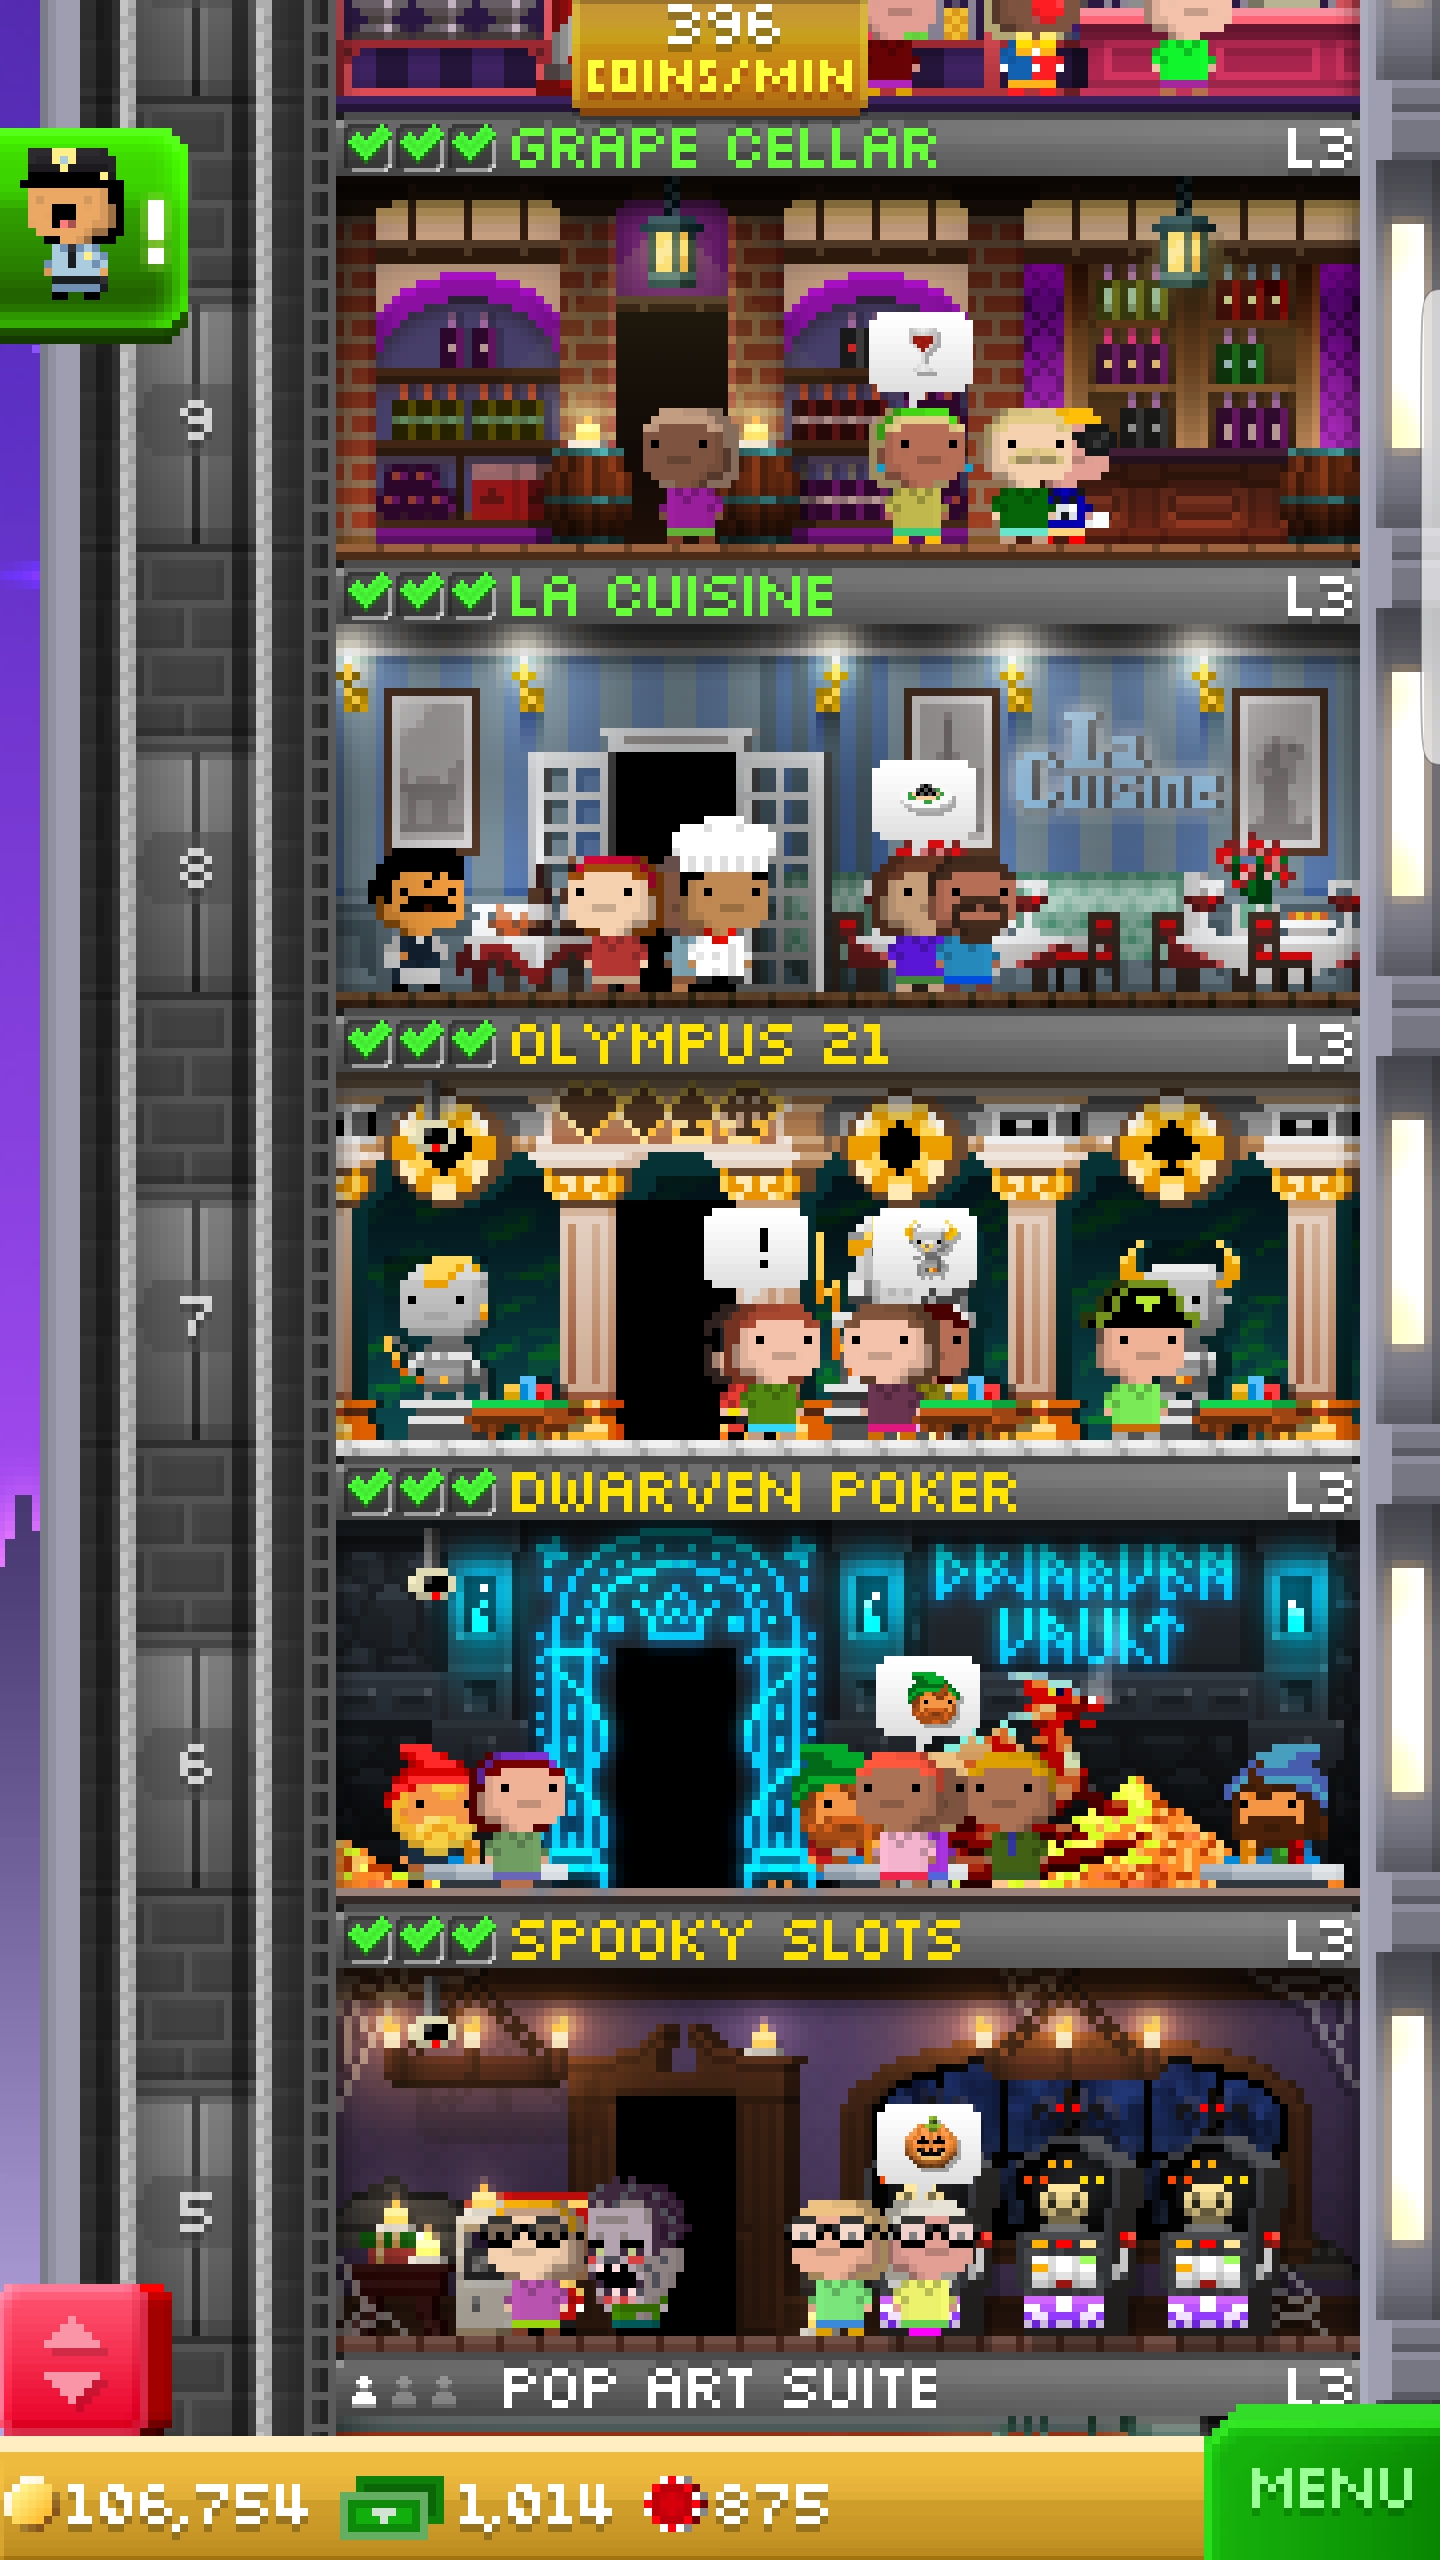 396
COINS/MIN
GRAPE CELLAR L3
!
9
LA CUISINE L3
La
Cuisine
8
OLYMPUS 21 L3
!
7
DWARVEN POKER L3
DWARVEN
VAULT
6
SPOOKY SLOTS L3
5
POP ART SUITE L3
106,754 1,014 875
MENU